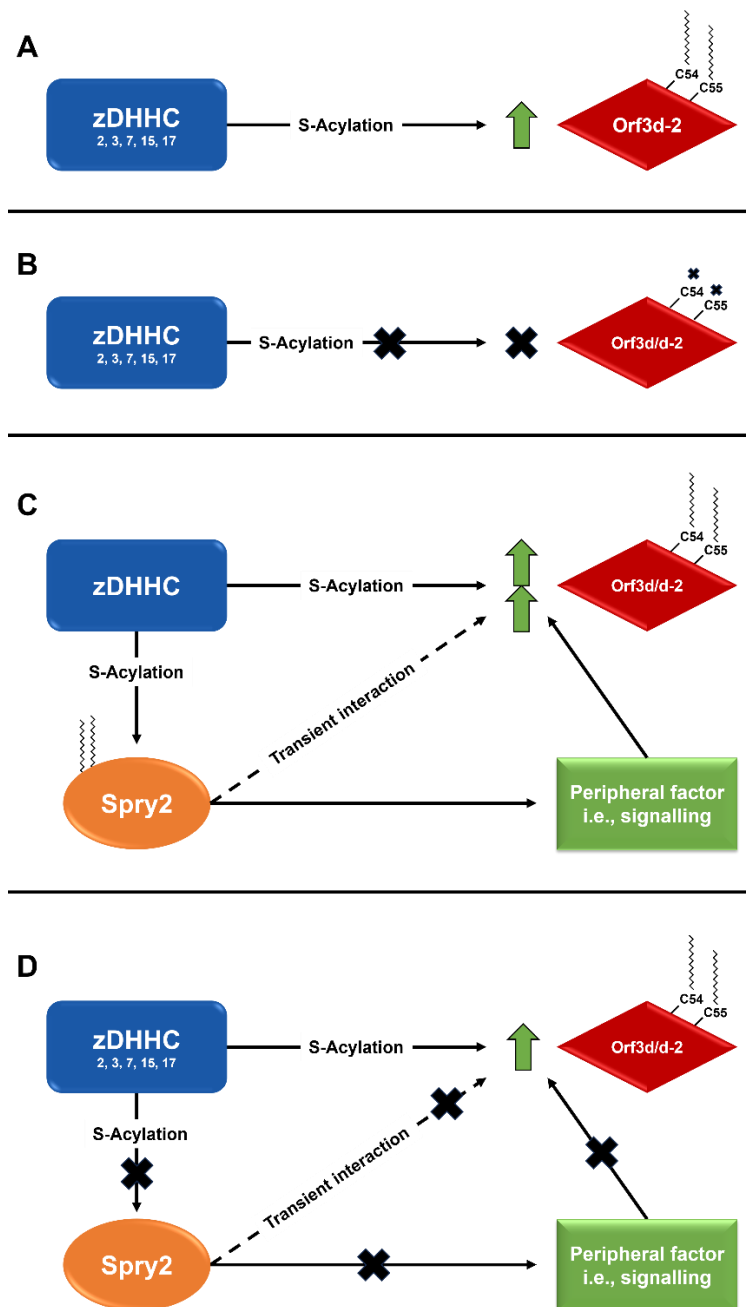 A
zDHHC
2, 3, 7, 15, 17
S-Acylation
Orf3d-2
C54
C55
B
zDHHC
2, 3, 7, 15, 17
S-Acylation
Orf3d/d-2
C54
C55
C
zDHHC
S-Acylation
Orf3d/d-2
C54
C55
S-Acylation
Transient interaction
Spry2
Peripheral factor
i.e., signalling
D
zDHHC
2, 3, 7, 15, 17
S-Acylation
Orf3d/d-2
C54
C55
S-Acylation
Transient interaction
Spry2
Peripheral factor
i.e., signalling